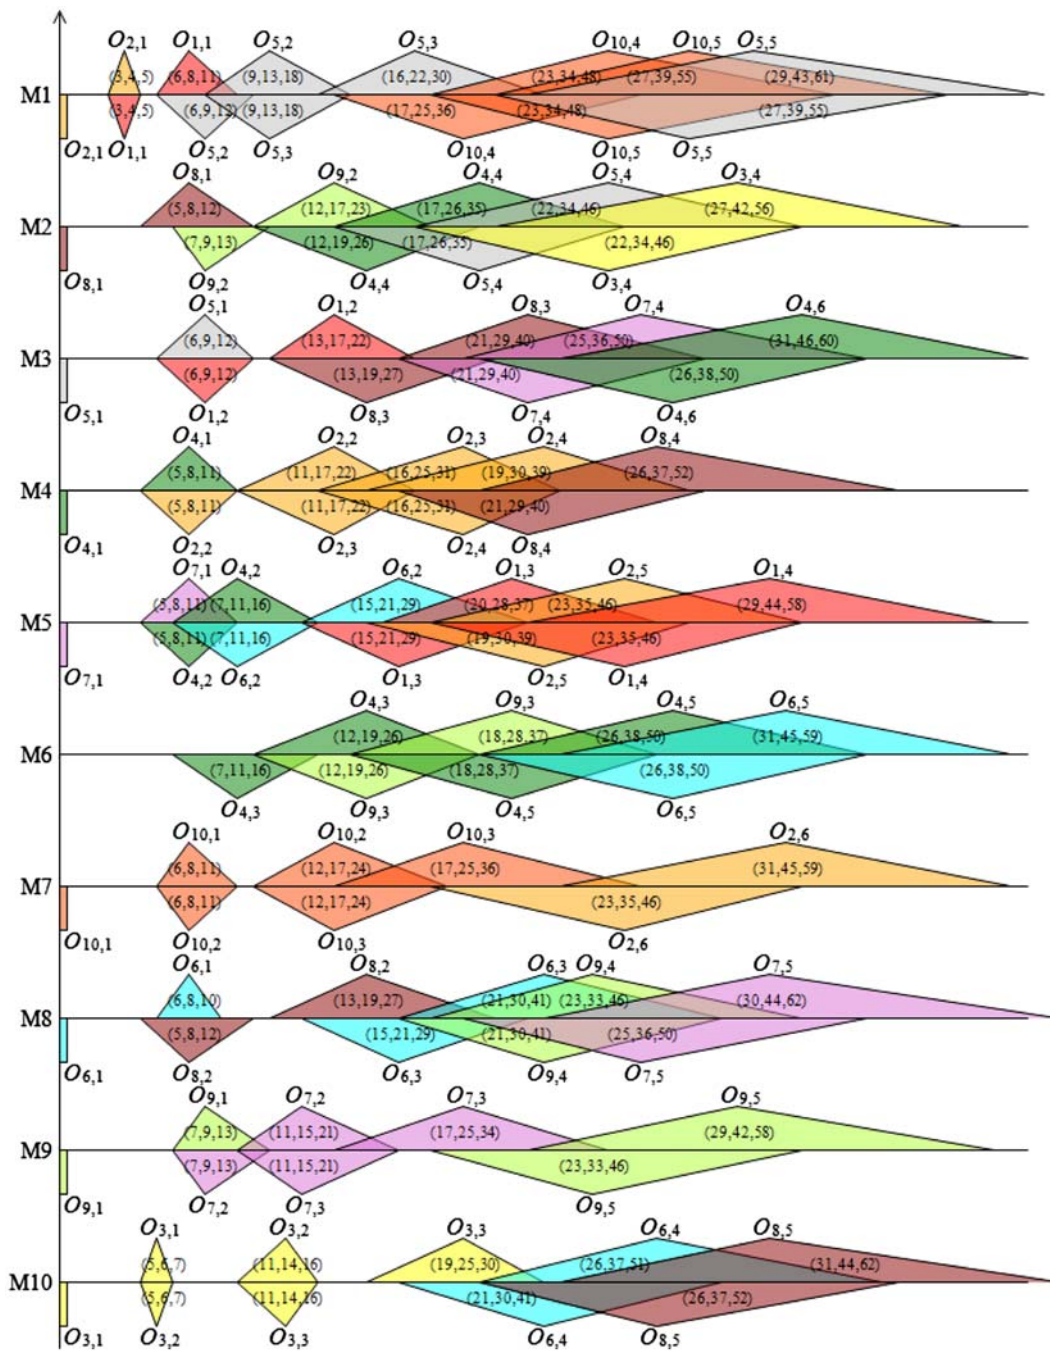 O2,1 O1,1 O5,2 O5,3 O10,4 O10,5 O5,5
(3,4,5) (6,8,11) (9,13,18) (16,22,30) (23,34,48) (27,39,55) (29,43,61)
M1
(3,4,5) (6,9,12) (9,13,18) (17,25,36) (23,34,48) (27,39,55)
O2,1 O1,1 O5,2 O5,3 O10,4 O10,5 O5,5
O8,1 O9,2 O4,4 O5,4 O3,4
(5,8,12) (12,17,23) (17,26,35) (22,34,46) (27,42,56)
M2
(7,9,13) (12,19,26) (17,26,35) (22,34,46)
O8,1 O9,2 O4,4 O5,4 O3,4
O5,1 O1,2 O8,3 O7,4 O4,6
(6,9,12) (13,17,22) (21,29,40) (25,36,50) (31,46,60)
M3
(6,9,12) (13,19,27) (21,29,40) (26,38,50)
O5,1 O1,2 O8,3 O7,4 O4,6
O4,1 O2,2 O2,3 O2,4 O8,4
(5,8,11) (11,17,22) (16,25,31) (19,30,39) (26,37,52)
M4
(5,8,11) (11,17,22) (16,25,31) (21,29,40)
O4,1 O2,2 O2,3 O2,4 O8,4
O7,1 O4,2 O6,2 O1,3 O2,5 O1,4
(5,8,11) (7,11,16) (15,21,29) (20,28,37) (23,35,46) (29,44,58)
M5
(5,8,11) (7,11,16) (15,21,29) (19,30,39) (23,35,46)
O7,1 O4,2 O6,2 O1,3 O2,5 O1,4
O4,3 O9,3 O4,5 O6,5
(12,19,26) (18,28,37) (26,38,50) (31,45,59)
M6
(7,11,16) (12,19,26) (18,28,37) (26,38,50)
O4,3 O9,3 O4,5 O6,5
O10,1 O10,2 O10,3 O2,6
(6,8,11) (12,17,24) (17,25,36) (31,45,59)
M7
(6,8,11) (12,17,24) (23,35,46)
O10,1 O10,2 O10,3 O2,6
O6,1 O8,2 O6,3 O9,4 O7,5
(6,8,10) (13,19,27) (21,30,41) (23,33,46) (30,44,62)
M8
(5,8,12) (15,21,29) (21,30,41) (25,36,50)
O6,1 O8,2 O6,3 O9,4 O7,5
O9,1 O7,2 O7,3 O9,5
(7,9,13) (11,15,21) (17,25,34) (29,42,58)
M9
(7,9,13) (11,15,21) (23,33,46)
O9,1 O7,2 O7,3 O9,5
O3,1 O3,2 O3,3 O6,4 O8,5
(5,6,7) (11,14,16) (19,25,30) (26,37,51) (31,44,62)
M10
(5,6,7) (11,14,16) (21,30,41) (26,37,52)
O3,1 O3,2 O3,3 O6,4 O8,5